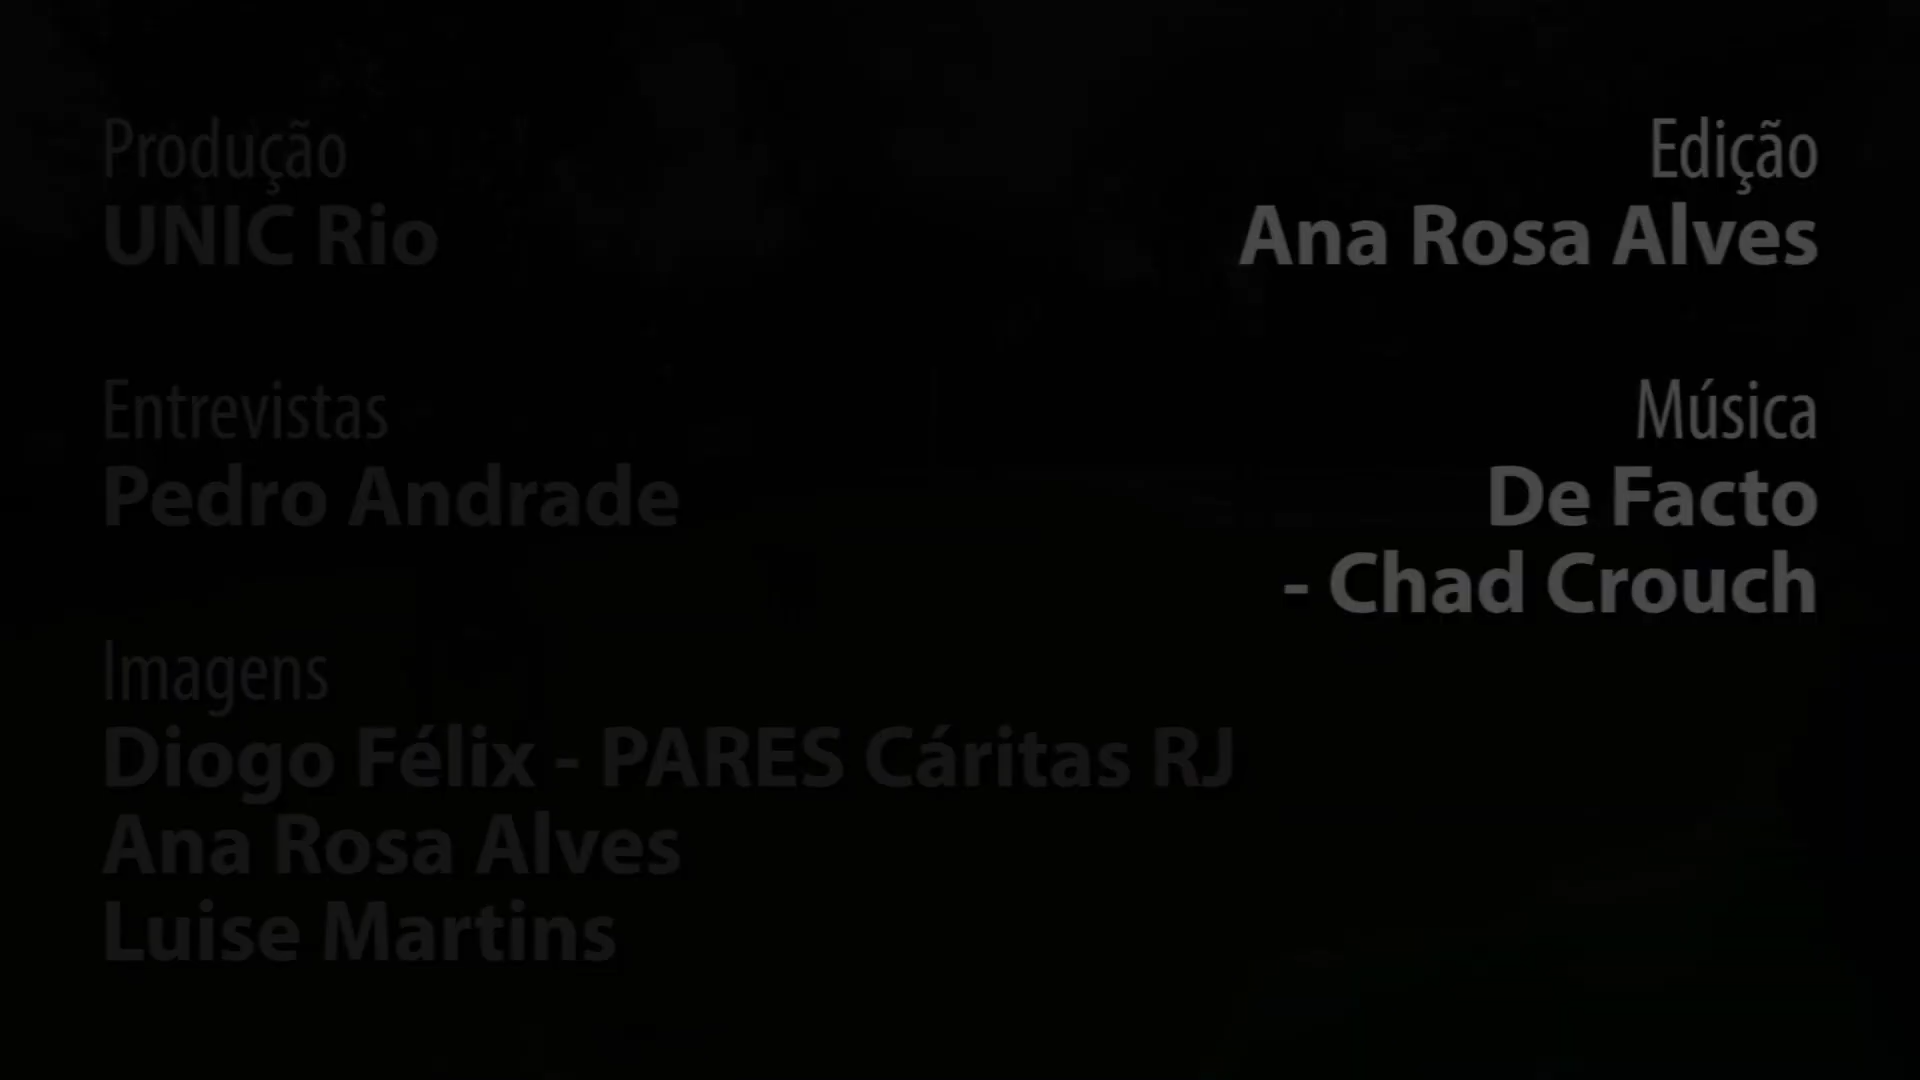 Produção
UNIC Rio
Entrevistas
Pedro Andrade
Imagens
Diogo Félix - PARES Cáritas RJ
Ana Rosa Alves
Luise Martins
Edição
Ana Rosa Alves
Música
De Facto
- Chad Crouch